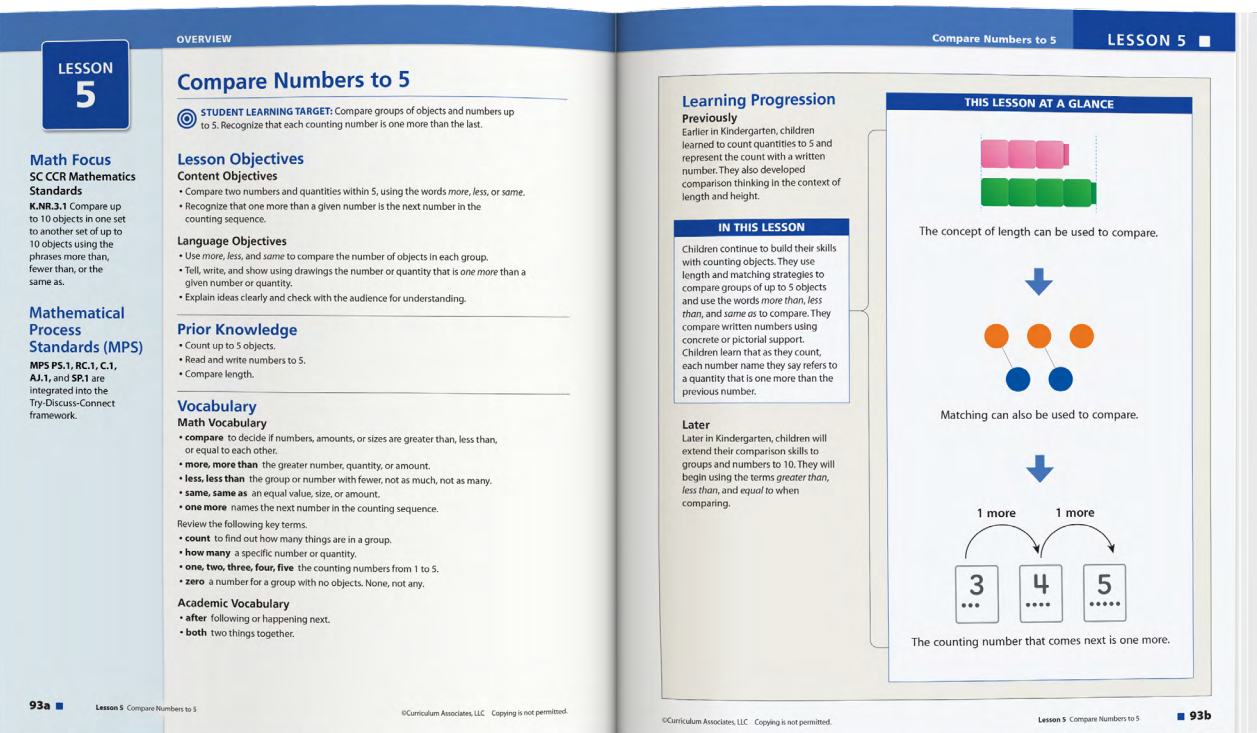 OVERVIEW
LESSON
5
Compare Numbers to 5
STUDENT LEARNING TARGET: Compare groups of objects and numbers up
to 5. Recognize that each counting number is one more than the last.
Math Focus
SC CCR Mathematics
Standards
K.NR.3.1 Compare up
to 10 objects in one set
to another set of up to
10 objects using the
phrases more than,
fewer than, or the
same as.
Mathematical
Process
Standards (MPS)
MPS PS.1, RC.1, C.1,
AJ.1, and SP.1 are
integrated into the
Try-Discuss-Connect
framework.
Lesson Objectives
Content Objectives
• Compare two numbers and quantities within 5, using the words more, less, or same.
• Recognize that one more than a given number is the next number in the
counting sequence.
Language Objectives
• Use more, less, and same to compare the number of objects in each group.
• Tell, write, and show using drawings the number or quantity that is one more than a
given number or quantity.
• Explain ideas clearly and check with the audience for understanding.
Prior Knowledge
• Count up to 5 objects.
• Read and write numbers to 5.
• Compare length.
Vocabulary
Math Vocabulary
• compare to decide if numbers, amounts, or sizes are greater than, less than,
or equal to each other.
• more, more than the greater number, quantity, or amount.
• less, less than the group or number with fewer, not as much, not as many.
• same, same as an equal value, size, or amount.
• one more names the next number in the counting sequence.
Review the following key terms.
• count to find out how many things are in a group.
• how many a specific number or quantity.
• one, two, three, four, five the counting numbers from 1 to 5.
• zero a number for a group with no objects. None, not any.
Academic Vocabulary
• after following or happening next.
• both two things together.
93a
Lesson 5 Compare Numbers to 5
©Curriculum Associates, LLC Copying is not permitted.
Compare Numbers to 5
LESSON 5
Learning Progression
Previously
Earlier in Kindergarten, children
learned to count quantities to 5 and
represent the count with a written
number. They also developed
comparison thinking in the context of
length and height.
IN THIS LESSON
Children continue to build their skills
with counting objects. They use
length and matching strategies to
compare groups of up to 5 objects
and use the words more than, less
than, and same as to compare. They
compare written numbers using
concrete or pictorial support.
Children learn that as they count,
each number name they say refers to
a quantity that is one more than the
previous number.
Later
Later in Kindergarten, children will
extend their comparison skills to
groups and numbers to 10. They will
begin using the terms greater than,
less than, and equal to when
comparing.
THIS LESSON AT A GLANCE
The concept of length can be used to compare.
Matching can also be used to compare.
1 more 1 more
3 4 5
The counting number that comes next is one more.
©Curriculum Associates, LLC Copying is not permitted.
Lesson 5 Compare Numbers to 5
93b